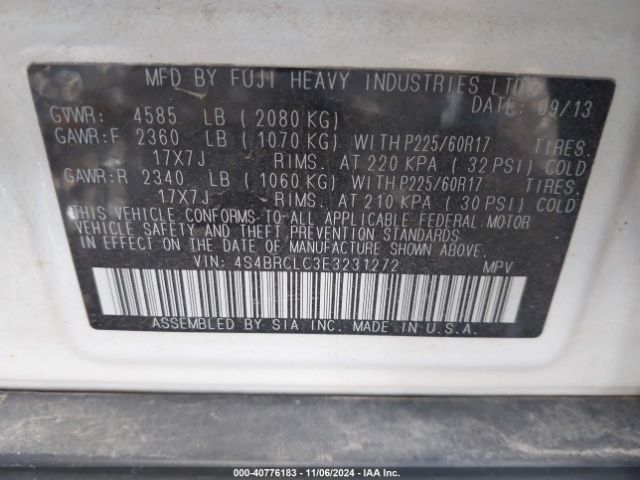 MFD BY FUJI HEAVY INDUSTRIES LTD.
DATE: 09/13
GVWR: 4585 LB ( 2080 KG)
GAWR:F 2360 LB ( 1070 KG) WITH P225/60R17 TIRES.
17X7J RIMS. AT 220 KPA ( 32 PSI) COLD
GAWR:R 2340 LB ( 1060 KG) WITH P225/60R17 TIRES.
17X7J RIMS. AT 210 KPA ( 30 PSI) COLD
THIS VEHICLE CONFORMS TO ALL APPLICABLE FEDERAL MOTOR
VEHICLE SAFETY AND THEFT PREVENTION STANDARDS
IN EFFECT ON THE DATE OF MANUFACTURE SHOWN ABOVE.
VIN: 4S4BRCLC3E3231272 MPV
ASSEMBLED BY SIA INC. MADE IN U.S.A.
000-40776183 - 11/06/2024 - IAA Inc.